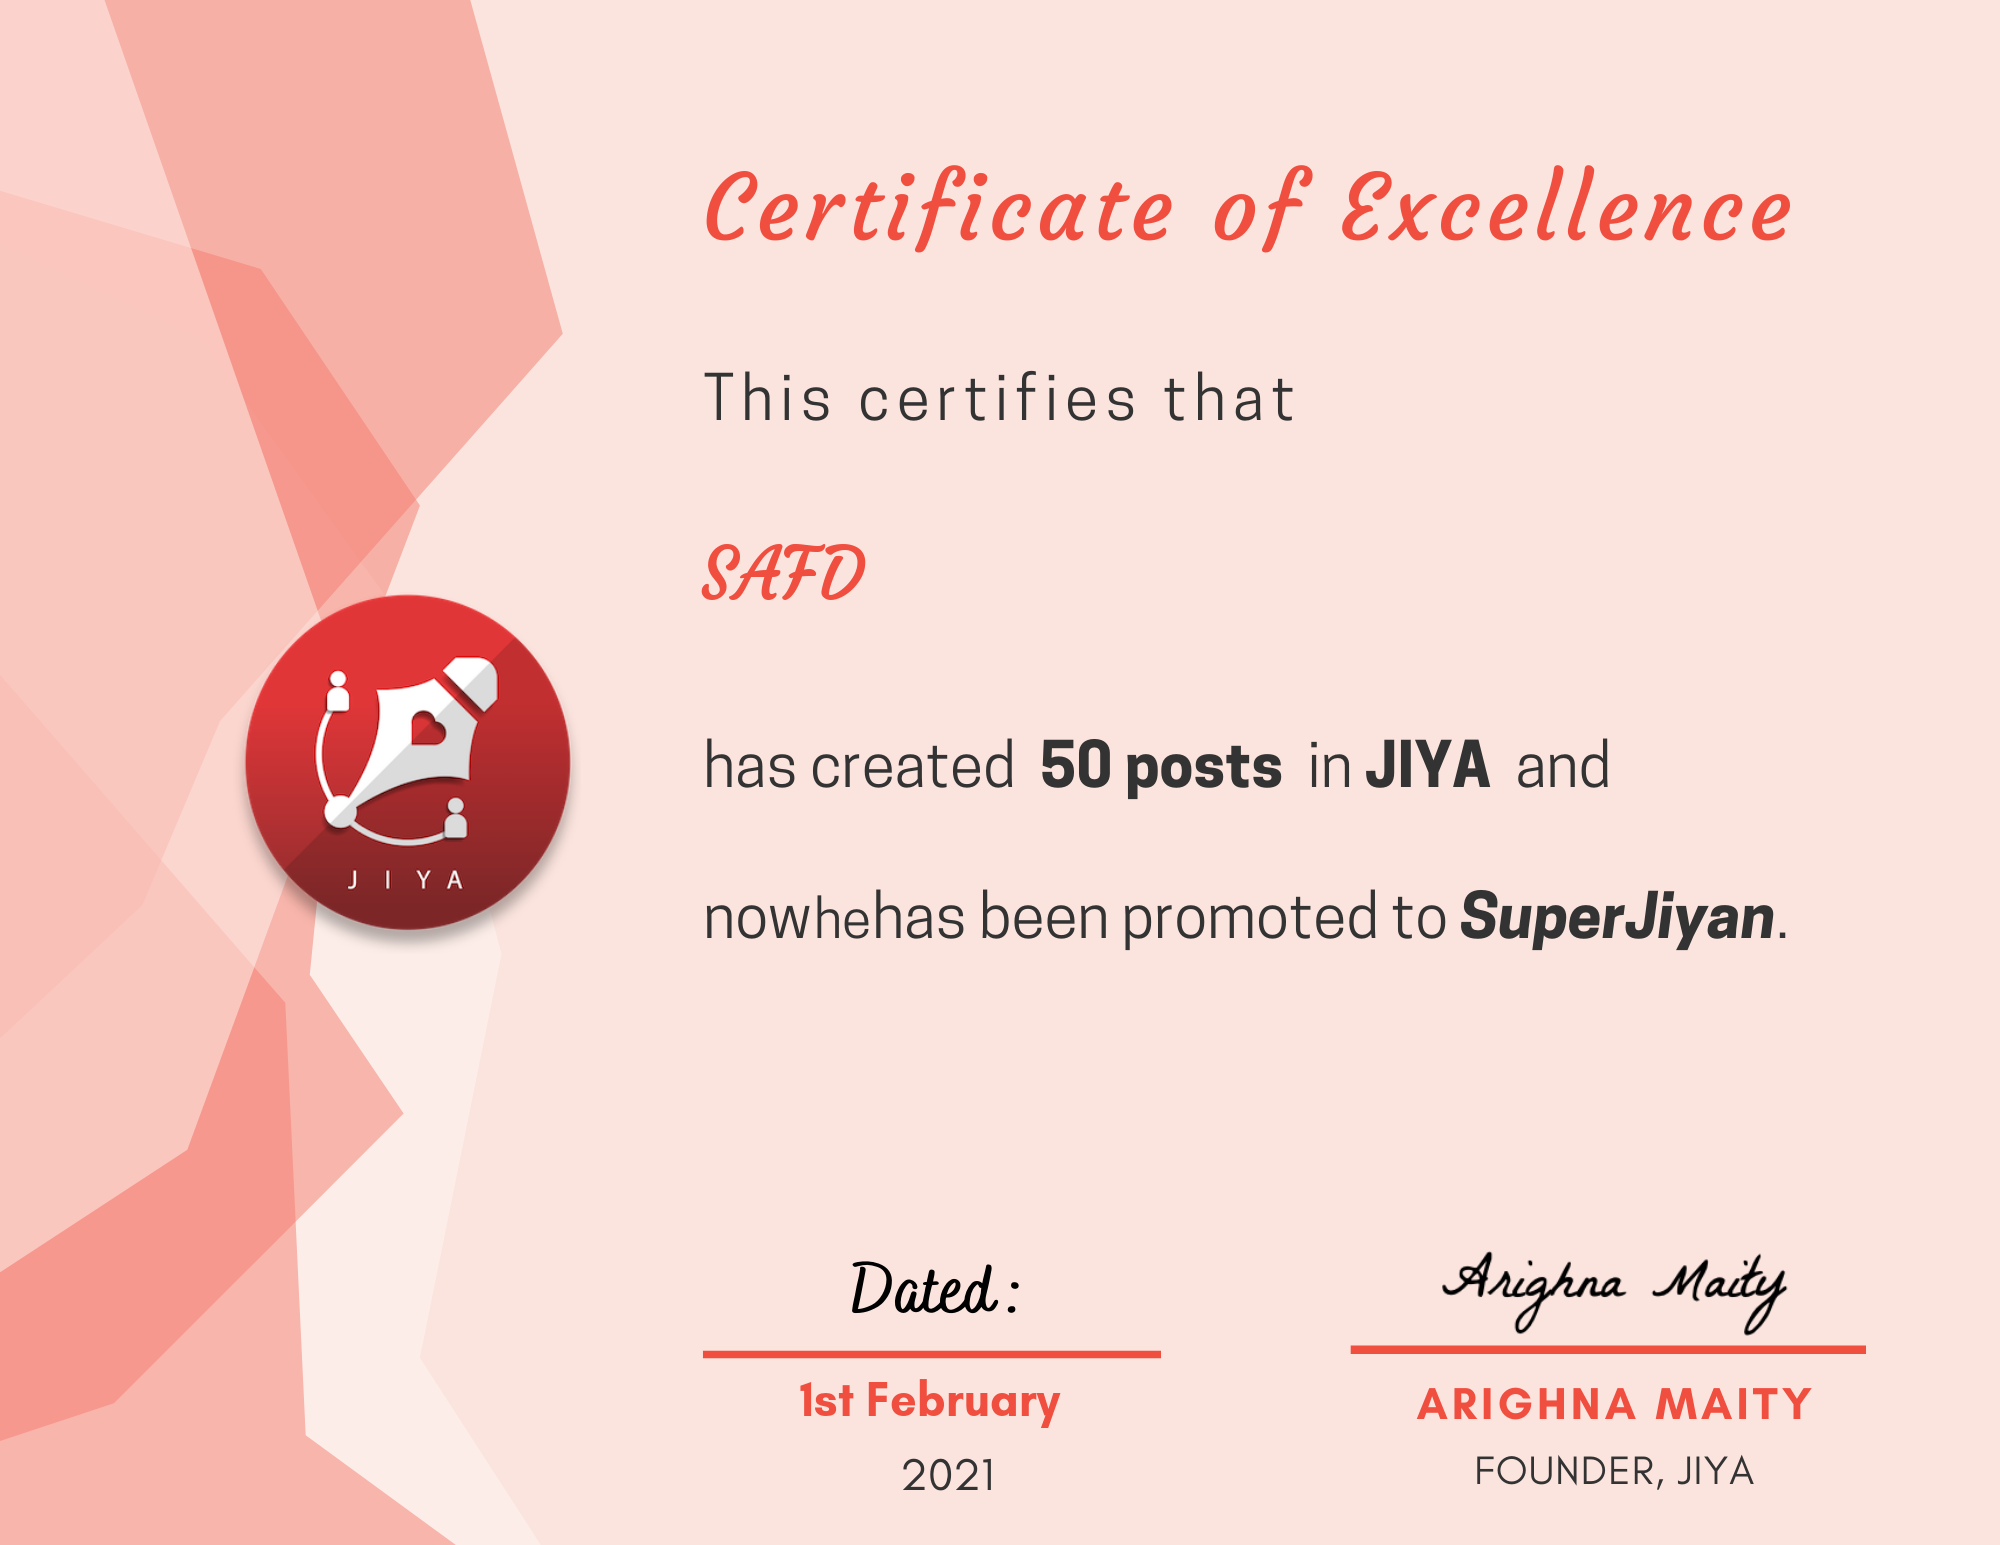 Certificate of Excellence
This certifies that
SAFD
JIYA
has created 50 posts in JIYA and
nowhehas been promoted to SuperJiyan.
Dated:
1st February
2021
Arighna Maity
ARIGHNA MAITY
FOUNDER, JIYA